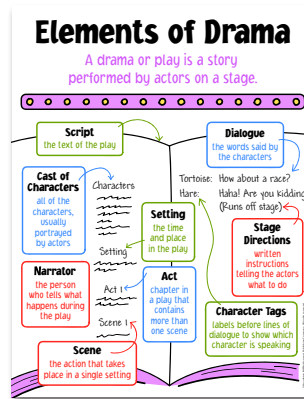 Elements of Drama
A drama or play is a story
performed by actors on a stage.
Script
the text of the play
Dialogue
the words said by
the characters
Cast of
Characters
all of the
characters,
usually
portrayed
by actors
Characters
Tortoise: How about a race?
Hare: Haha! Are you kidding
(Runs off stage)
Setting
the time
and place
in the play
Setting
Stage
Directions
written
instructions
telling the actors
what to do
Narrator
the person
who tells what
happens during
the play
Act 1
Act
chapter in
a play that
contains
more than
one scene
Scene 1
Character Tags
labels before lines of
dialogue to show which
character is speaking
Scene
the action that takes
place in a single setting